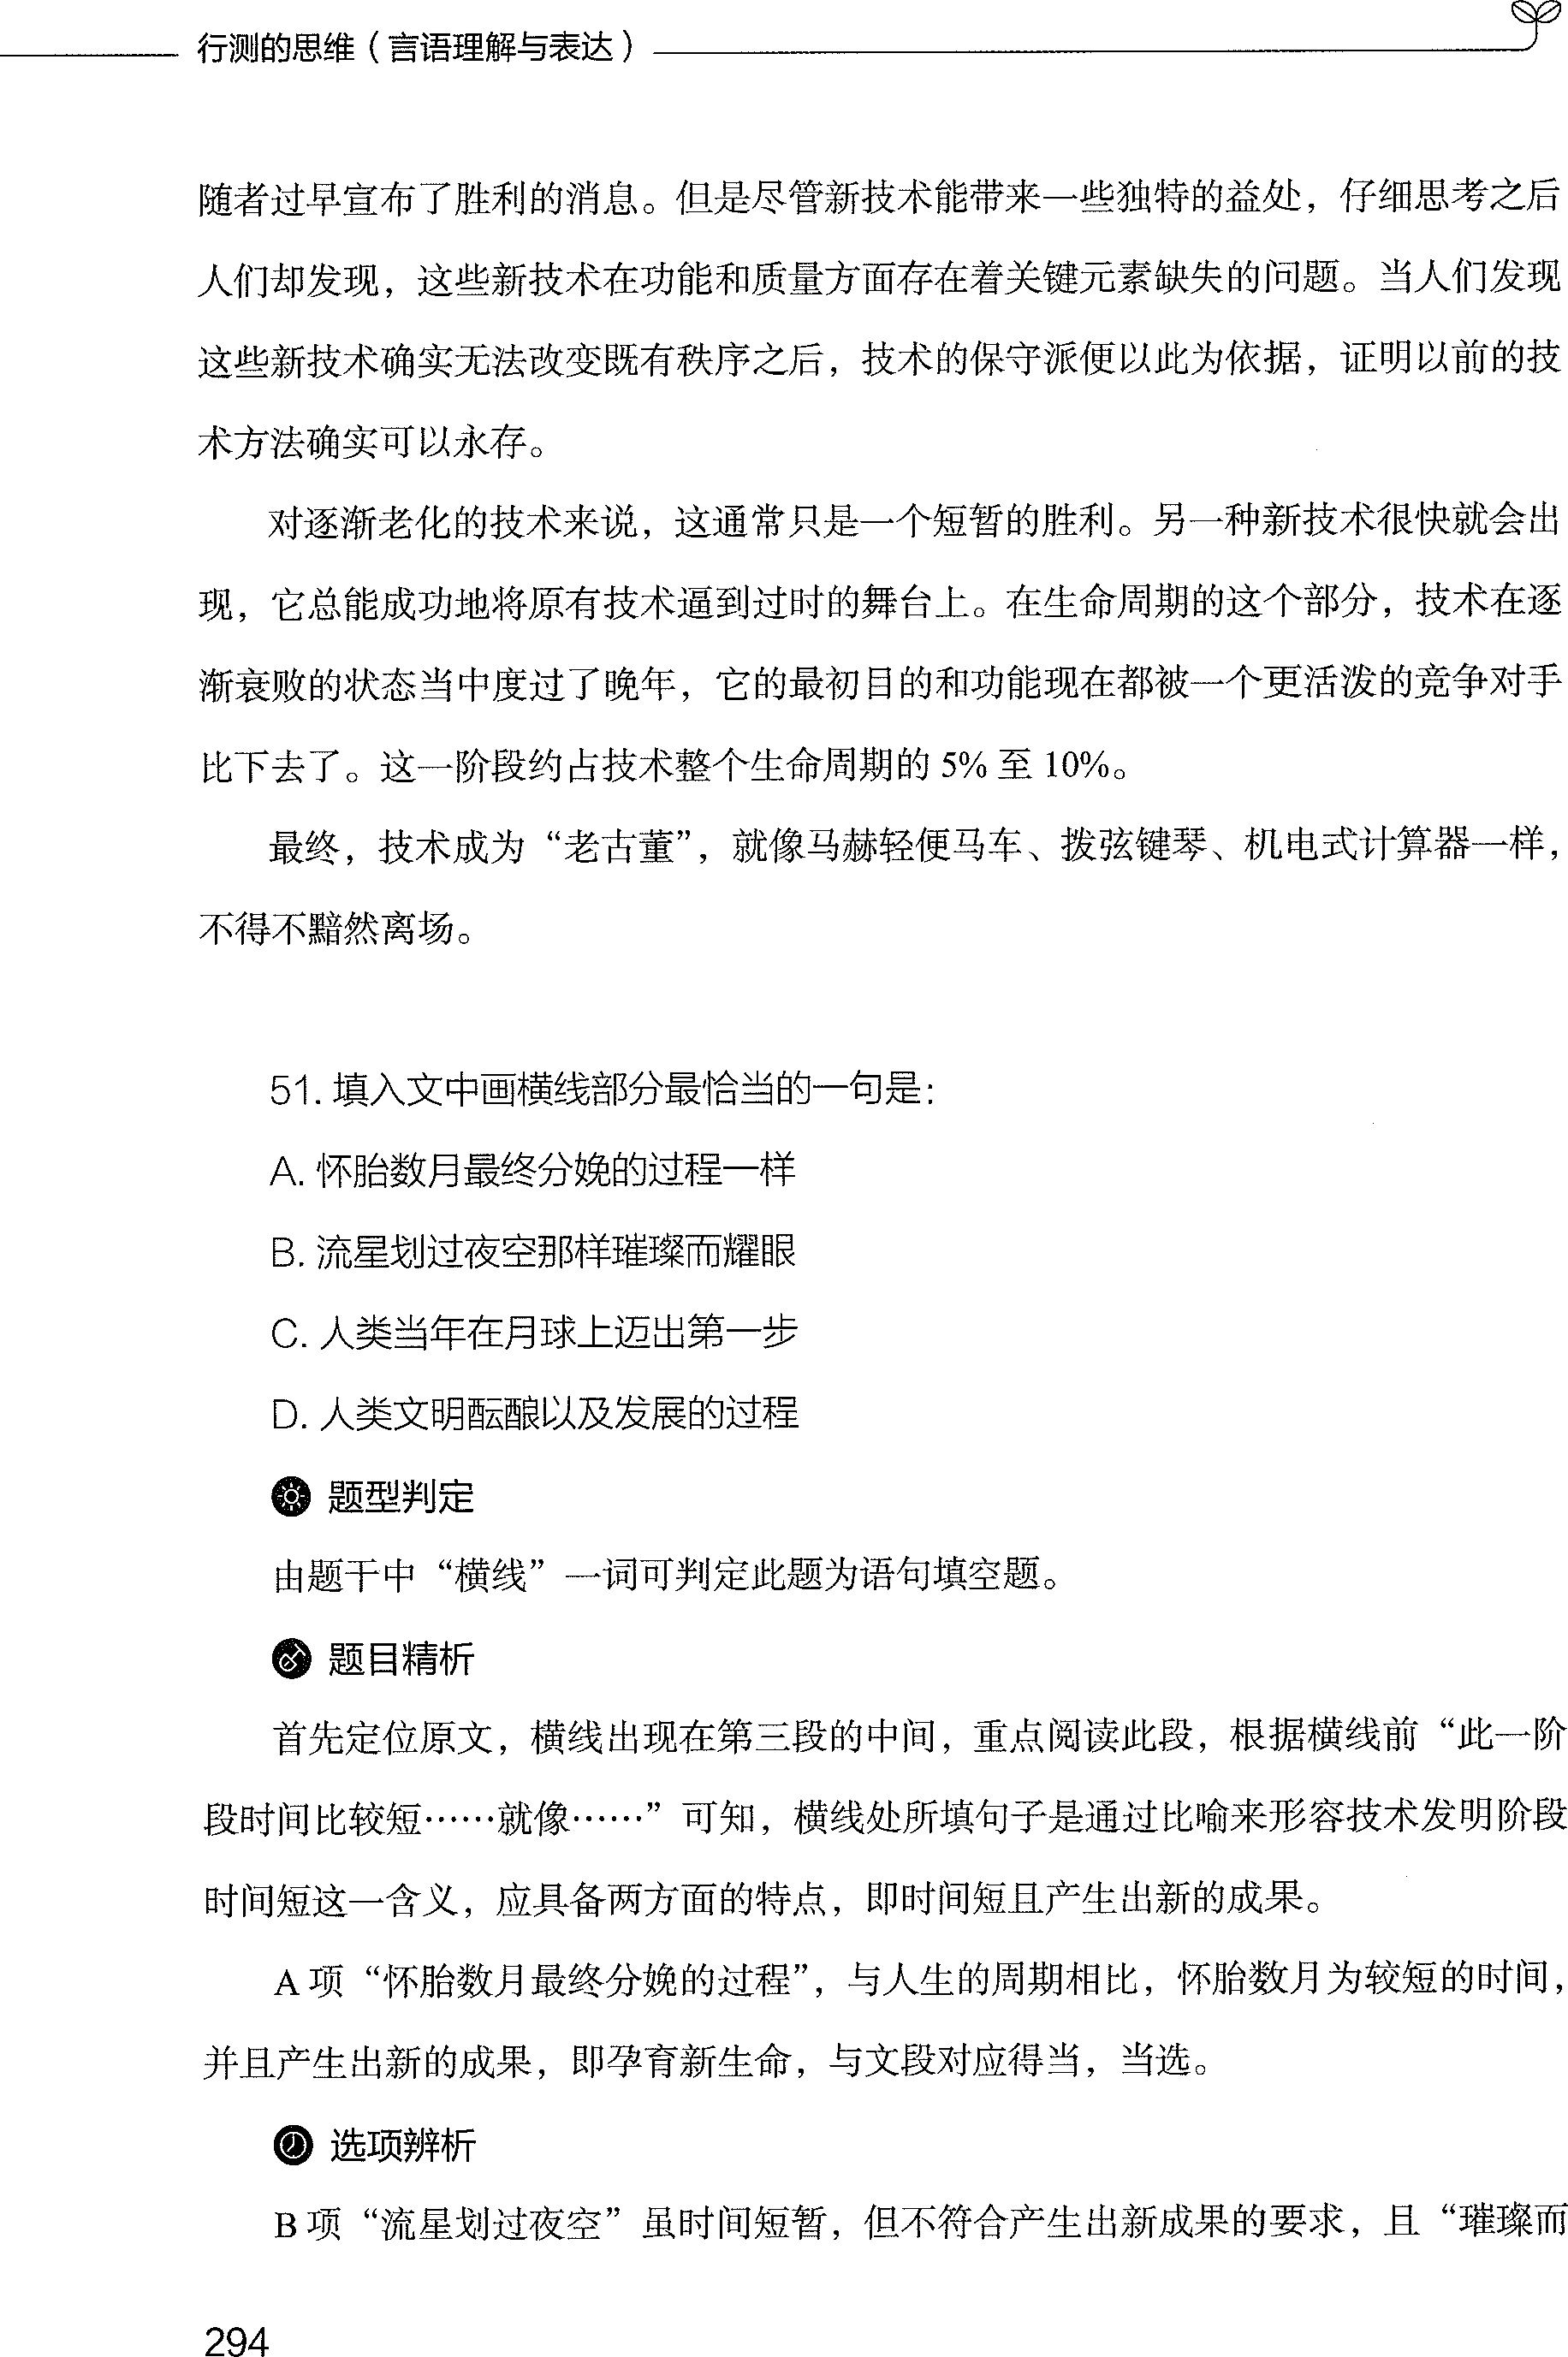 行测的思维（言语理解与表达）
随者过早宣布了胜利的消息。但是尽管新技术能带来一些独特的益处，仔细思考之后
人们却发现，这些新技术在功能和质量方面存在着关键元素缺失的问题。当人们发现
这些新技术确实无法改变既有秩序之后，技术的保守派便以此为依据，证明以前的技
术方法确实可以永存。
对逐渐老化的技术来说，这通常只是一个短暂的胜利。另一种新技术很快就会出
现，它总能成功地将原有技术逼到过时的舞台上。在生命周期的这个部分，技术在逐
渐衰败的状态当中度过了晚年，它的最初目的和功能现在都被一个更活泼的竞争对手
比下去了。这一阶段约占技术整个生命周期的 5% 至 10%。
最终，技术成为“老古董”，就像马赫轻便马车、拨弦键琴、机电式计算器一样，
不得不黯然离场。
51. 填入文中画横线部分最恰当的一句是：
A. 怀胎数月最终分娩的过程一样
B. 流星划过夜空那样璀璨而耀眼
C. 人类当年在月球上迈出第一步
D. 人类文明酝酿以及发展的过程
题型判定
由题干中“横线”一词可判定此题为语句填空题。
题目精析
首先定位原文，横线出现在第三段的中间，重点阅读此段，根据横线前“此一阶
段时间比较短……就像……”可知，横线处所填句子是通过比喻来形容技术发明阶段
时间短这一含义，应具备两方面的特点，即时间短且产生出新的成果。
A 项“怀胎数月最终分娩的过程”，与人生的周期相比，怀胎数月为较短的时间，
并且产生出新的成果，即孕育新生命，与文段对应得当，当选。
选项辨析
B 项“流星划过夜空”虽时间短暂，但不符合产生出新成果的要求，且“璀璨而
294